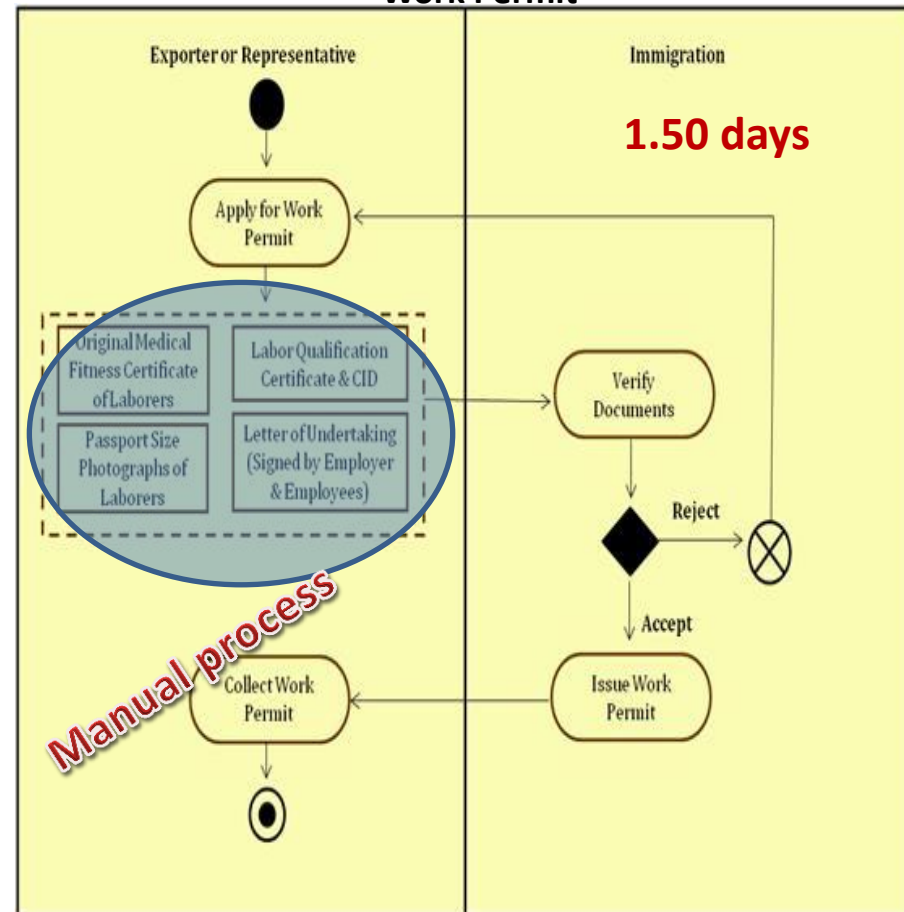 Work Permit
Exporter or Representative
Immigration
1.50 days
Apply for Work
Permit
Original Medical
Fitness Certificate
of Laborers
Labor Qualification
Certificate & CID
Passport Size
Photographs of
Laborers
Letter of Undertaking
(Signed by Employer
& Employees)
Verify
Documents
Reject
Accept
Manual process
Collect Work
Permit
Issue Work
Permit